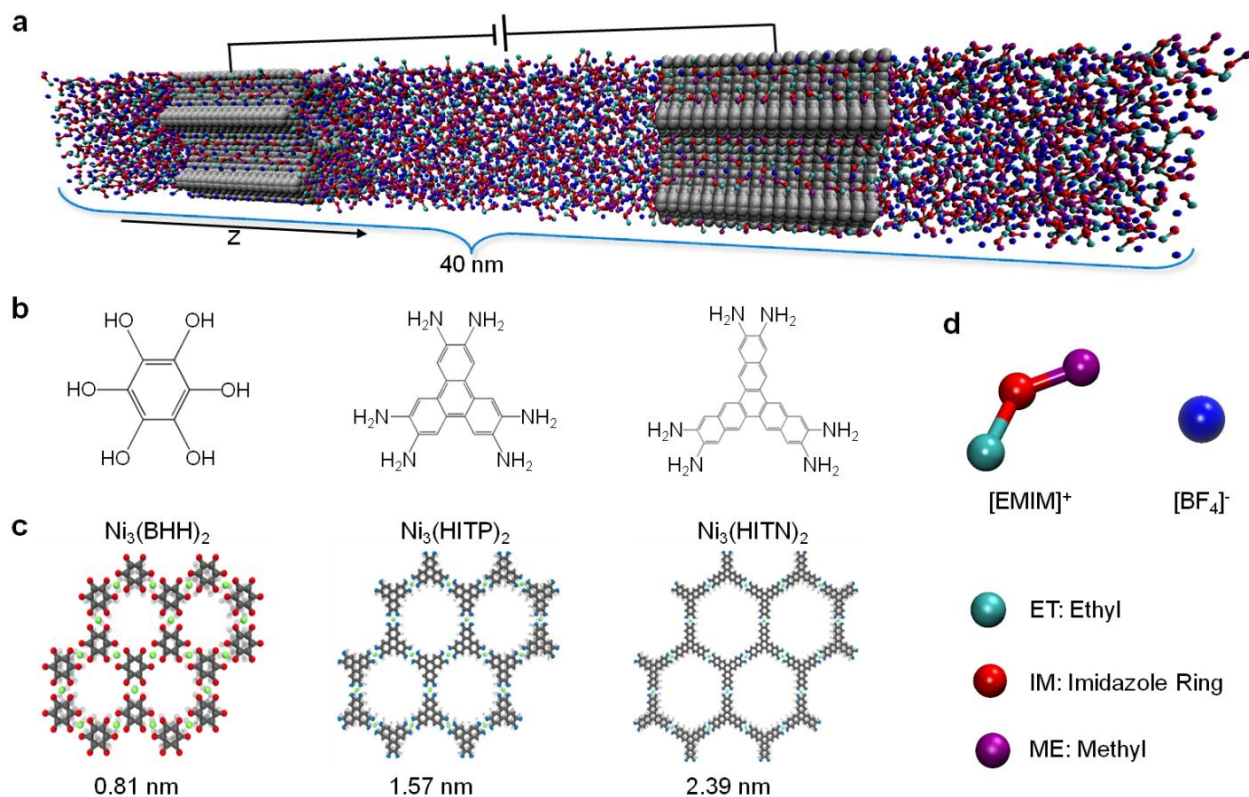 a
Z
40 nm
b
HO OH
HO OH
HO OH
H₂N NH₂
H₂N NH₂
H₂N NH₂
H₂N NH₂
H₂N NH₂
H₂N NH₂
d
[EMIM]⁺ [BF₄]⁻
c
Ni₃(BHH)₂ Ni₃(HITP)₂ Ni₃(HITN)₂
0.81 nm 1.57 nm 2.39 nm
ET: Ethyl
IM: Imidazole Ring
ME: Methyl